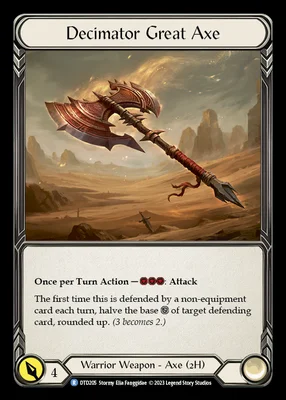 Decimator Great Axe
Once per Turn Action — : Attack
The first time this is defended by a non-equipment
card each turn, halve the base of target defending
card, rounded up. (3 becomes 2.)
4
Warrior Weapon - Axe (2H)
DTD205 Stormy Ella Fanggidae © 2023 Legend Story Studios